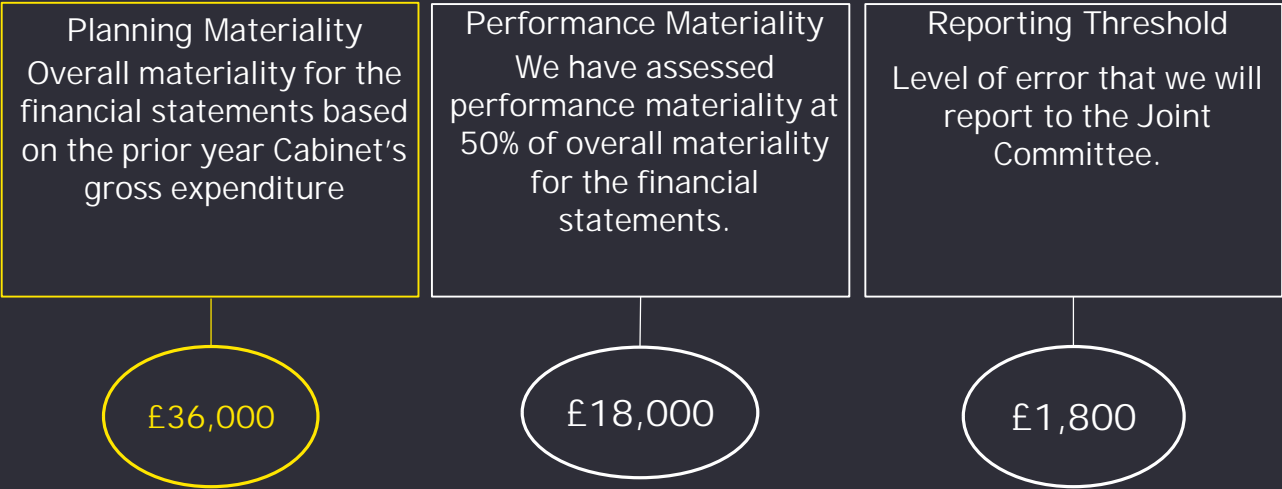 Planning Materiality
Overall materiality for the
financial statements based
on the prior year Cabinet's
gross expenditure
£36,000
Performance Materiality
We have assessed
performance materiality at
50% of overall materiality
for the financial
statements.
£18,000
Reporting Threshold
Level of error that we will
report to the Joint
Committee.
£1,800